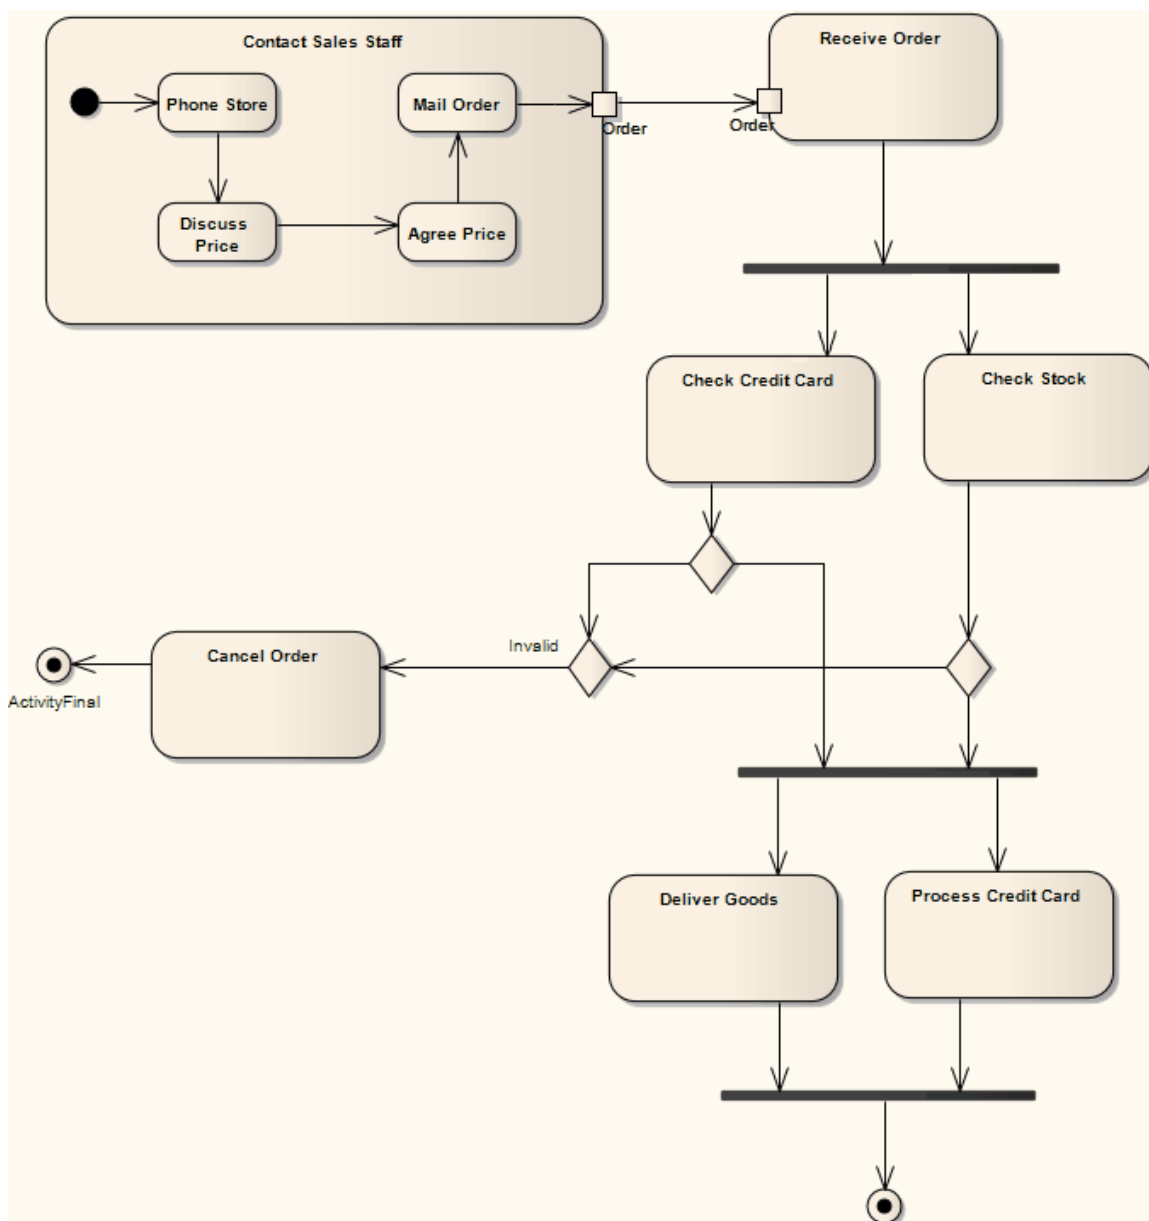 Contact Sales Staff
Receive Order
Phone Store
Mail Order
Order
Order
Discuss
Price
Agree Price
Check Credit Card
Check Stock
Invalid
Cancel Order
ActivityFinal
Deliver Goods
Process Credit Card